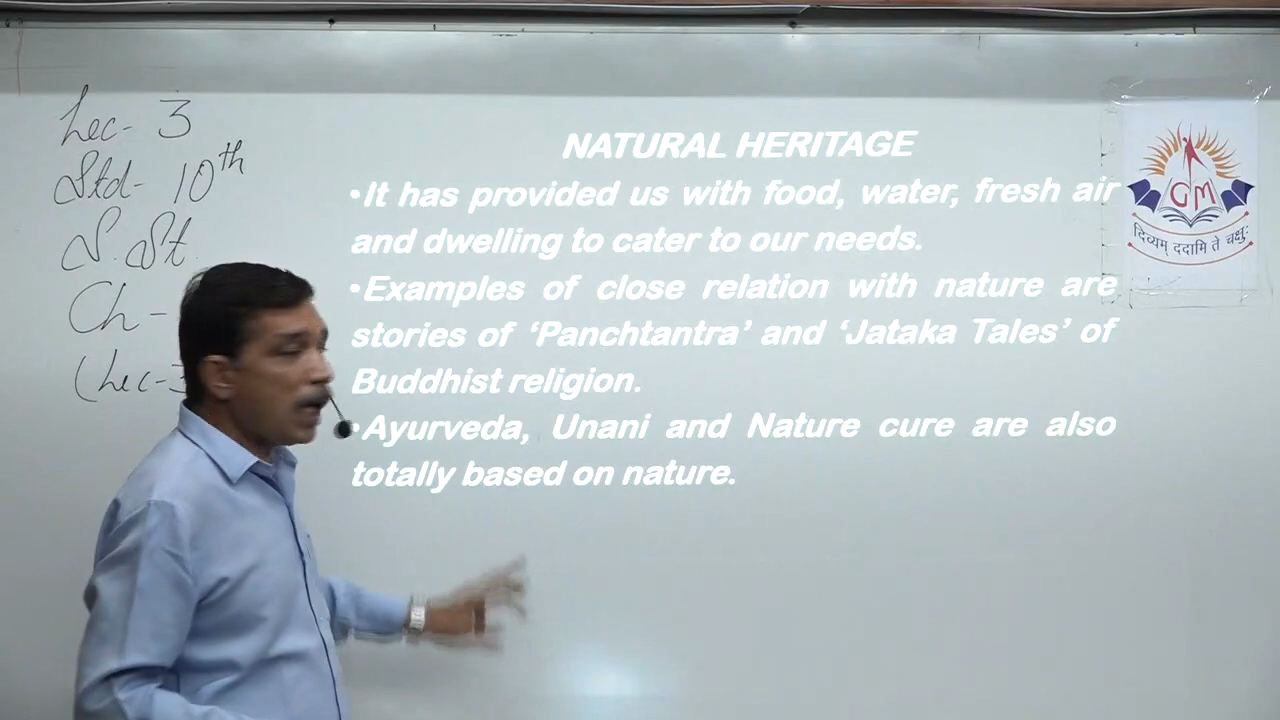 Lec- 3
Std- 10th
S. St.
Ch -
(Lec-3
NATURAL HERITAGE
•It has provided us with food, water, fresh air
and dwelling to cater to our needs.
•Examples of close relation with nature are
stories of ‘Panchtantra’ and ‘Jataka Tales’ of
Buddhist religion.
•Ayurveda, Unani and Nature cure are also
totally based on nature.
GM
दिव्यम् ददामि ते चक्षुः